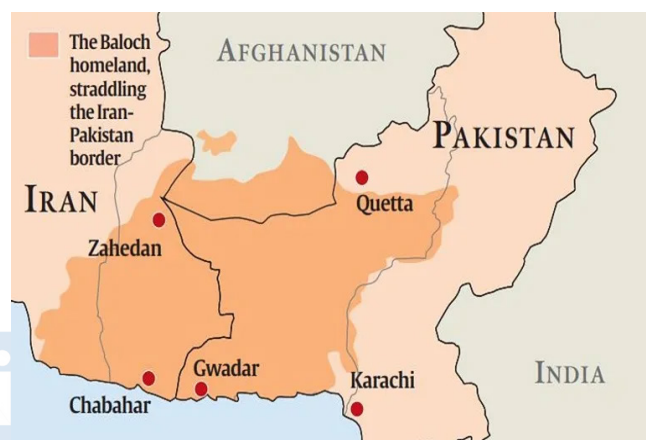 The Baloch
homeland,
straddling
the Iran-
Pakistan
border
AFGHANISTAN
PAKISTAN
IRAN
Quetta
Zahedan
Gwadar
Chabahar
Karachi
INDIA